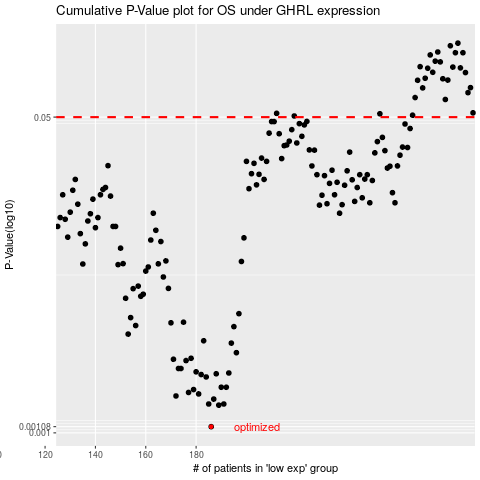 Cumulative P-Value plot for OS under GHRL expression
P-Value(log10)
0.05
0.00108
0.001
optimized
0
120
140
160
180
# of patients in 'low exp' group